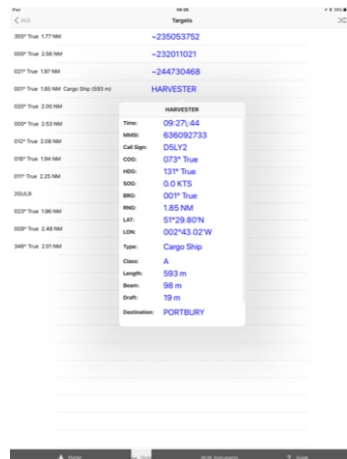 iPad 09:28
AIS Targets
355° True 1.77 NM ~235053752
000° True 2.58 NM ~232011021
021° True 1.97 NM ~244730468
001° True 1.85 NM Cargo Ship (593 m) HARVESTER
020° True 2.00 NM
000° True 2.53 NM
012° True 2.08 NM
018° True 1.94 NM
011° True 2.25 NM
2GUL9
023° True 1.96 NM
009° True 2.48 NM
348° True 2.01 NM
HARVESTER
Time: 09:27\:44
MMSI: 636092733
Call Sign: D5LY2
COG: 073° True
HDG: 131° True
SOG: 0.0 KTS
BRG: 001° True
RNG: 1.85 NM
LAT: 51°29.80'N
LON: 002°43.02'W
Type: Cargo Ship
Class: A
Length: 593 m
Beam: 98 m
Draft: 19 m
Destination: PORTBURY
Instruments Guide